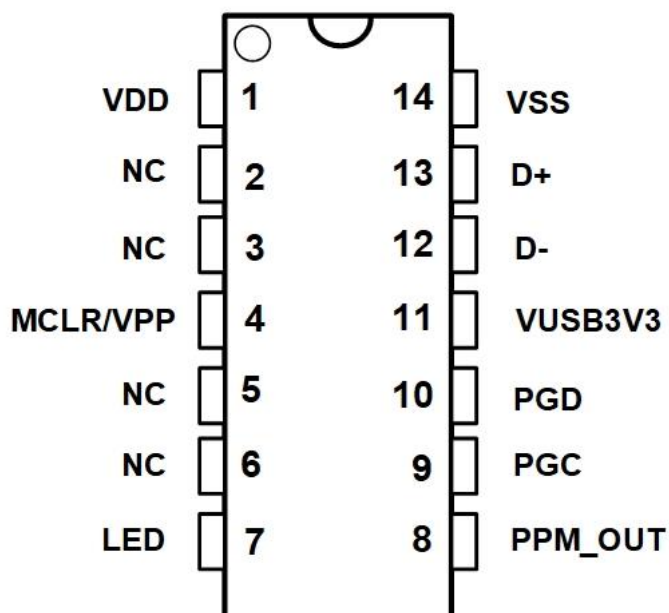 VDD 1 14 VSS
NC 2 13 D+
NC 3 12 D-
MCLR/VPP 4 11 VUSB3V3
NC 5 10 PGD
NC 6 9 PGC
LED 7 8 PPM_OUT